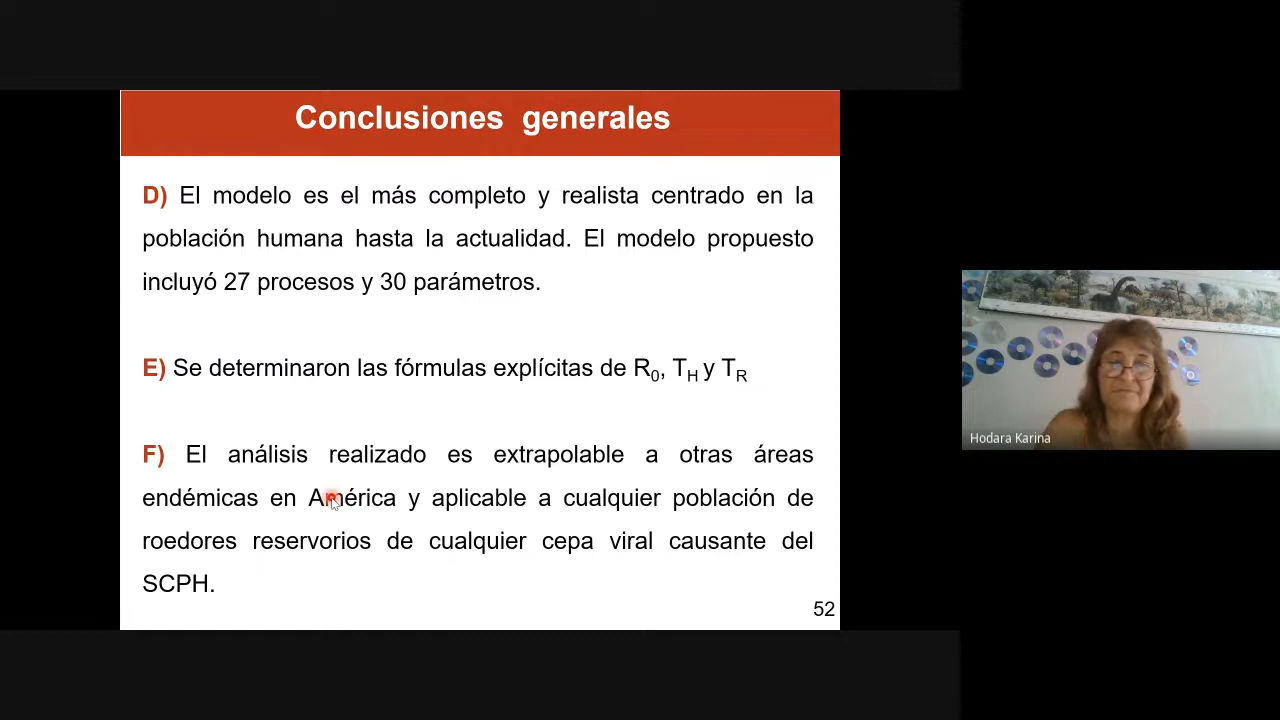 Conclusiones generales
D) El modelo es el más completo y realista centrado en la
población humana hasta la actualidad. El modelo propuesto
incluyó 27 procesos y 30 parámetros.
E) Se determinaron las fórmulas explícitas de R0, TH y TR
F) El análisis realizado es extrapolable a otras áreas
endémicas en América y aplicable a cualquier población de
roedores reservorios de cualquier cepa viral causante del
SCPH.
52
Hodara Karina